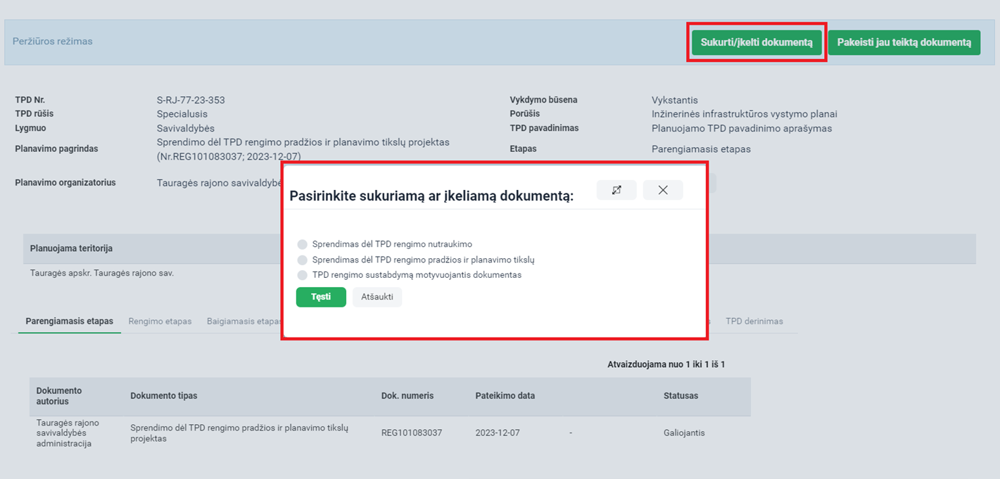 Peržiūros režimas
Sukurti/įkelti dokumentą
Pakeisti jau teiktą dokumentą
TPD Nr.
S-RJ-77-23-353
Vykdymo būsena
Vykstantis
TPD rūšis
Specialusis
Porūšis
Inžinerinės infrastruktūros vystymo planai
Lygmuo
Savivaldybės
TPD pavadinimas
Planuojamo TPD pavadinimo aprašymas
Planavimo pagrindas
Sprendimo dėl TPD rengimo pradžios ir planavimo tikslų projektas
(Nr.REG101083037; 2023-12-07)
Etapas
Parengiamasis etapas
Planavimo organizatorius
Tauragės rajono savivaldybė
Pasirinkite sukuriamą ar įkeliamą dokumentą:
Sprendimas dėl TPD rengimo nutraukimo
Sprendimas dėl TPD rengimo pradžios ir planavimo tikslų
TPD rengimo sustabdymą motyvuojantis dokumentas
Tęsti
Atšaukti
Planuojama teritorija
Tauragės apskr. Tauragės rajono sav.
Parengiamasis etapas
Rengimo etapas
Baigiamasis etapas
s
TPD derinimas
Atvaizduojama nuo 1 iki 1 iš 1
Dokumento
autorius
Dokumento tipas
Dok. numeris
Pateikimo data
Statusas
Tauragės rajono
savivaldybės
administracija
Sprendimo dėl TPD rengimo pradžios ir planavimo tikslų
projektas
REG101083037
2023-12-07
-
Galiojantis